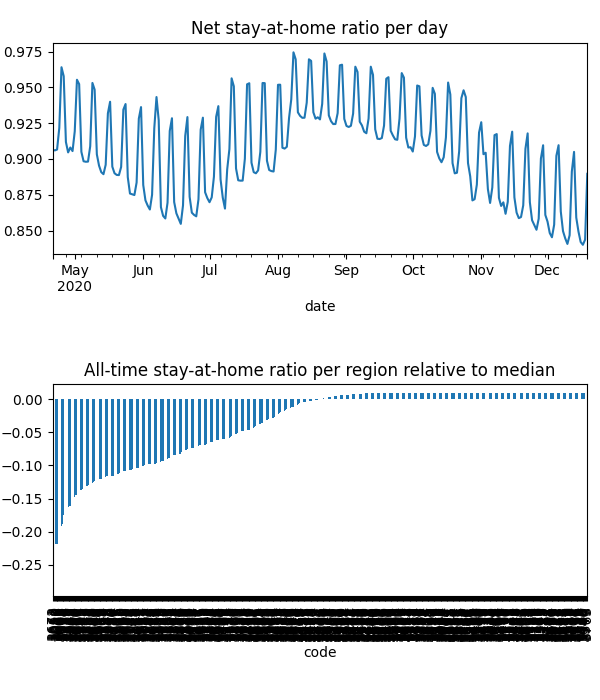 Net stay-at-home ratio per day
0.975
0.950
0.925
0.900
0.875
0.850
May Jun Jul Aug Sep Oct Nov Dec
2020
date
All-time stay-at-home ratio per region relative to median
0.00
−0.05
−0.10
−0.15
−0.20
−0.25
code